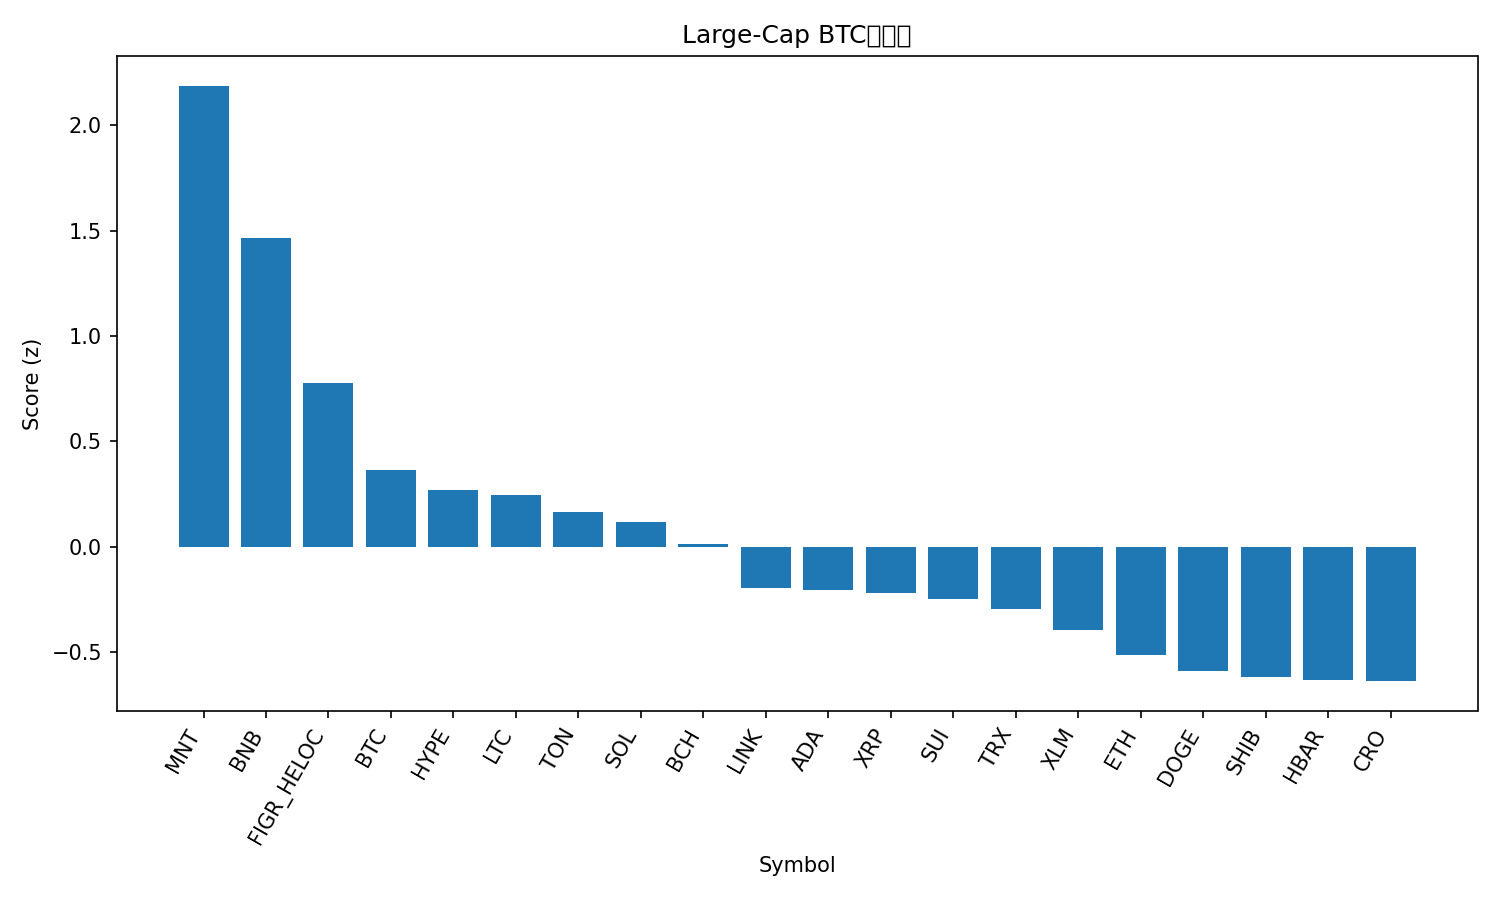 Large-Cap BTC
Score (z)
2.0
1.5
1.0
0.5
0.0
−0.5
MNT
BNB
FIGR_HELOC
BTC
HYPE
LTC
TON
SOL
BCH
LINK
ADA
XRP
SUI
TRX
XLM
ETH
DOGE
SHIB
HBAR
CRO
Symbol